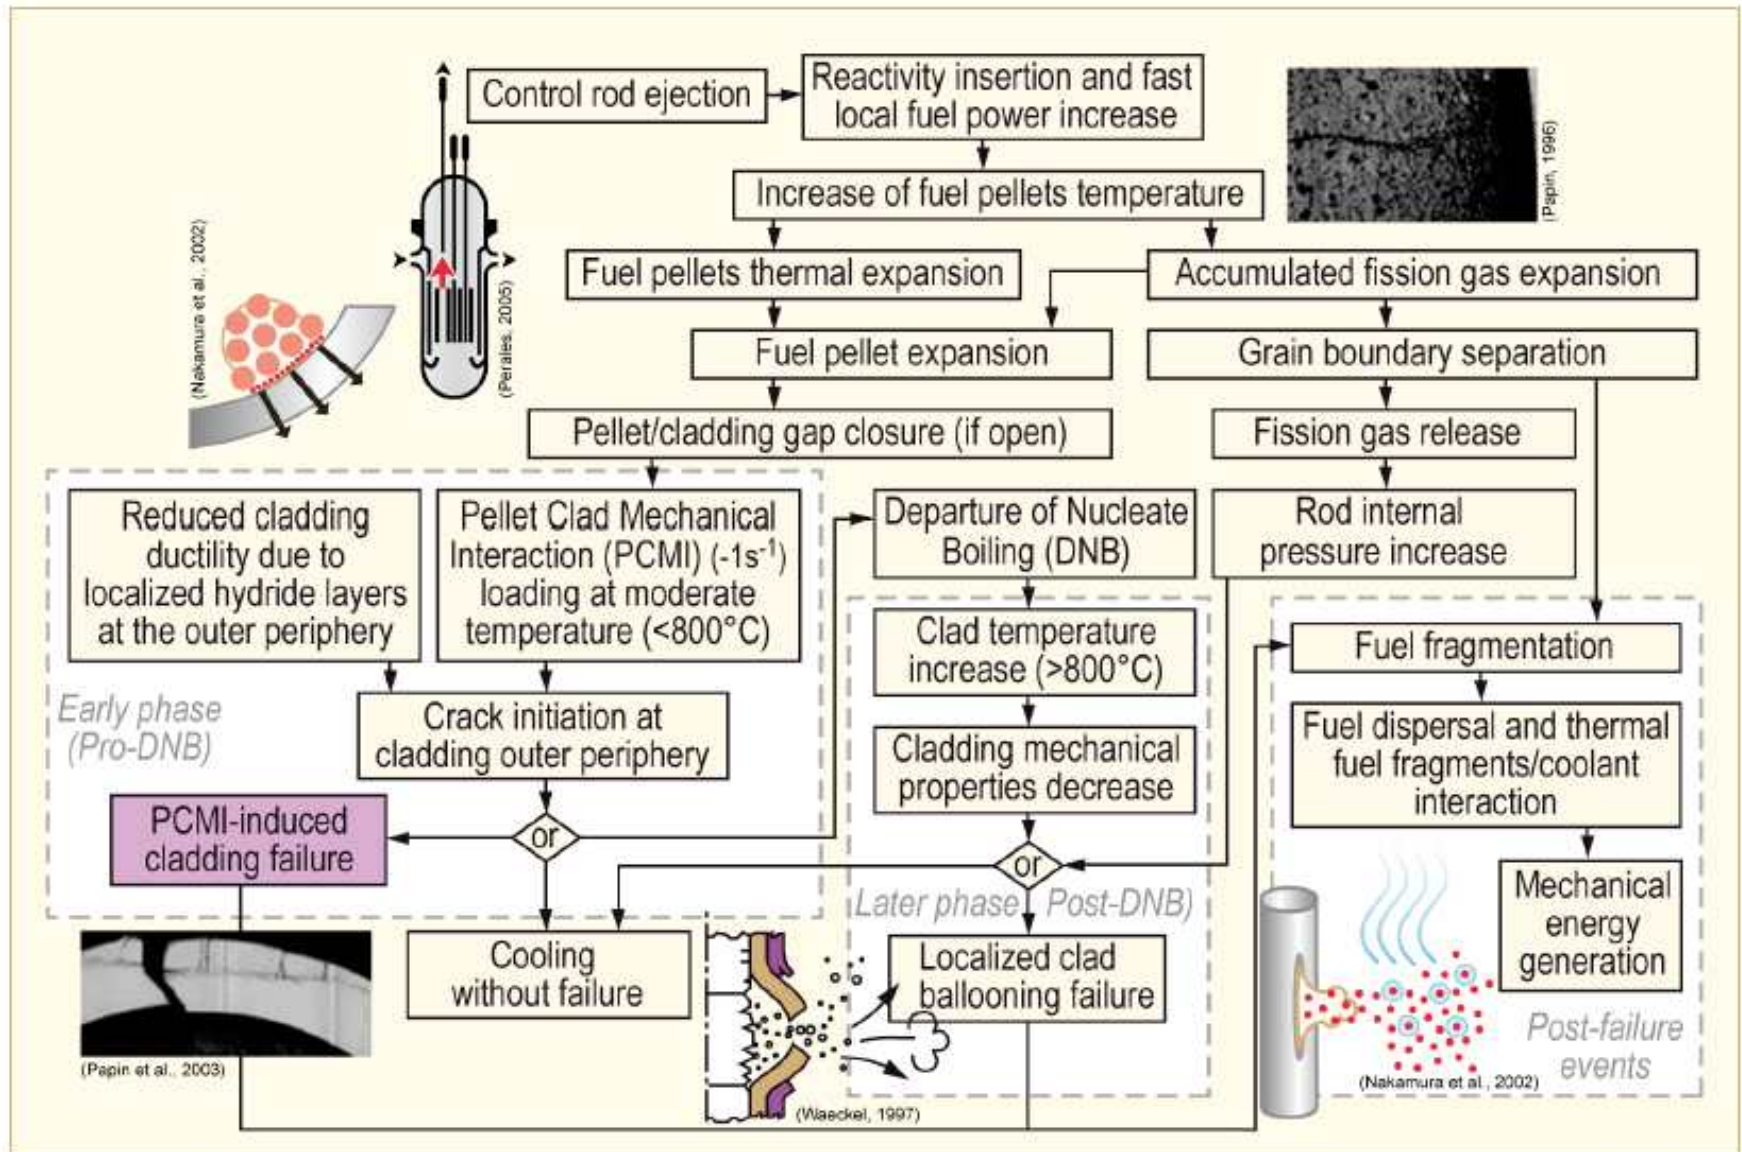 Control rod ejection
Reactivity insertion and fast
local fuel power increase
(Papin, 1996)
Increase of fuel pellets temperature
(Nakamura et al., 2002)
(Perales, 2005)
Fuel pellets thermal expansion
Accumulated fission gas expansion
Fuel pellet expansion
Grain boundary separation
Pellet/cladding gap closure (if open)
Fission gas release
Reduced cladding
ductility due to
localized hydride layers
at the outer periphery
Pellet Clad Mechanical
Interaction (PCMI) (-1s⁻¹)
loading at moderate
temperature (<800°C)
Departure of Nucleate
Boiling (DNB)
Rod internal
pressure increase
Clad temperature
increase (>800°C)
Fuel fragmentation
Early phase
(Pro-DNB)
Crack initiation at
cladding outer periphery
Cladding mechanical
properties decrease
Fuel dispersal and thermal
fuel fragments/coolant
interaction
PCMI-induced
cladding failure
or
or
Later phase Post-DNB)
Mechanical
energy
generation
Cooling
without failure
Localized clad
ballooning failure
Post-failure
events
(Papin et al., 2003)
(Waeckel, 1997)
(Nakamura et al., 2002)